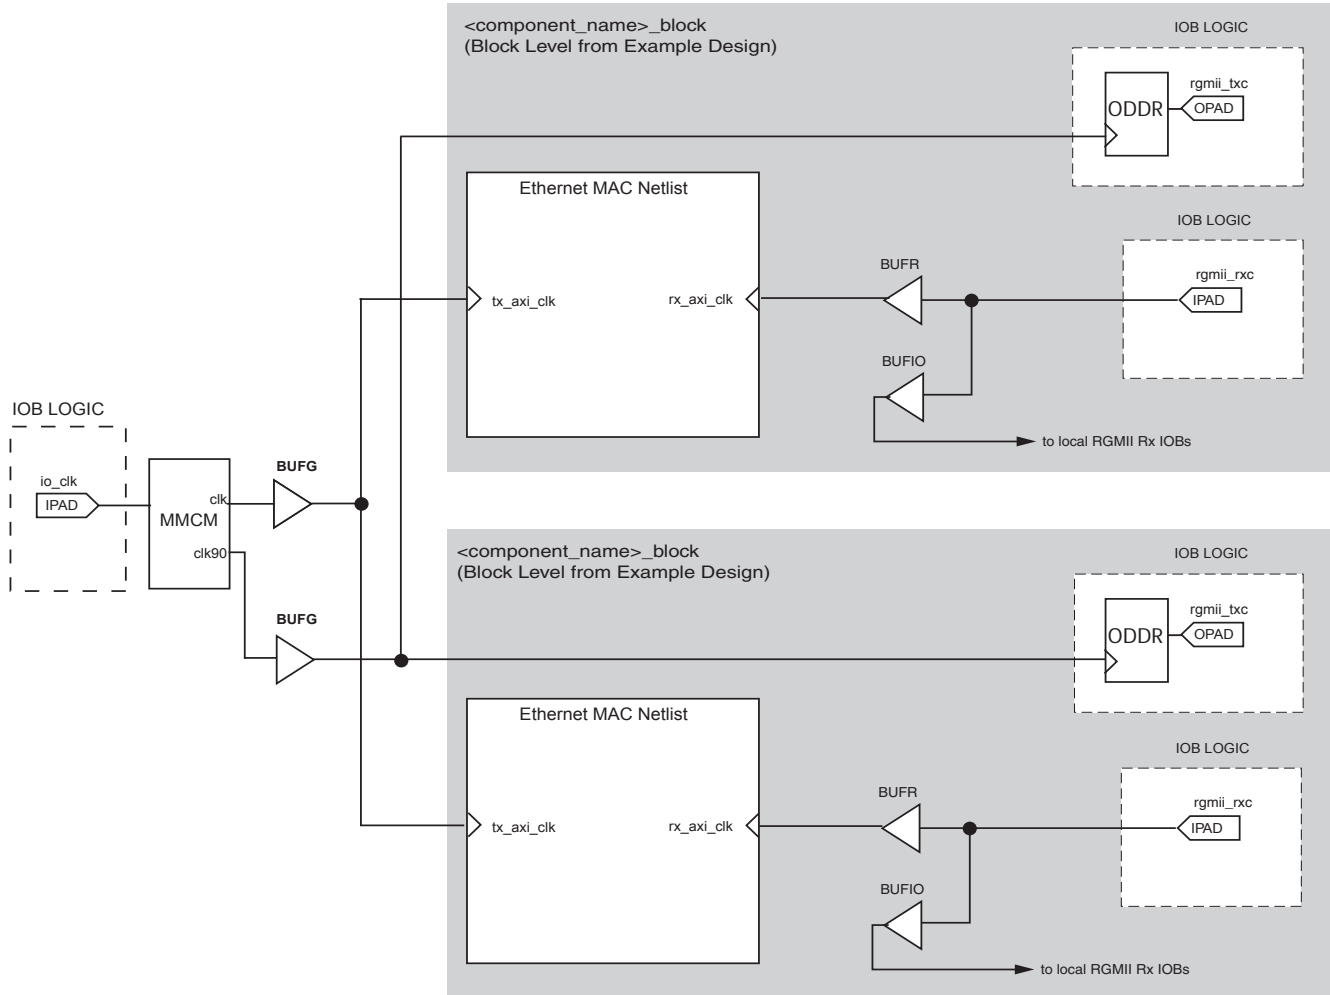 <component_name>_block
(Block Level from Example Design)
IOB LOGIC
rgmii_txc
ODDR
OPAD
Ethernet MAC Netlist
IOB LOGIC
BUFR
rgmii_rxc
tx_axi_clk
rx_axi_clk
IPAD
BUFIO
to local RGMII Rx IOBs
IOB LOGIC
io_clk
IPAD
MMCM
clk
clk90
BUFG
BUFG
<component_name>_block
(Block Level from Example Design)
IOB LOGIC
rgmii_txc
ODDR
OPAD
Ethernet MAC Netlist
IOB LOGIC
BUFR
rgmii_rxc
tx_axi_clk
rx_axi_clk
IPAD
BUFIO
to local RGMII Rx IOBs